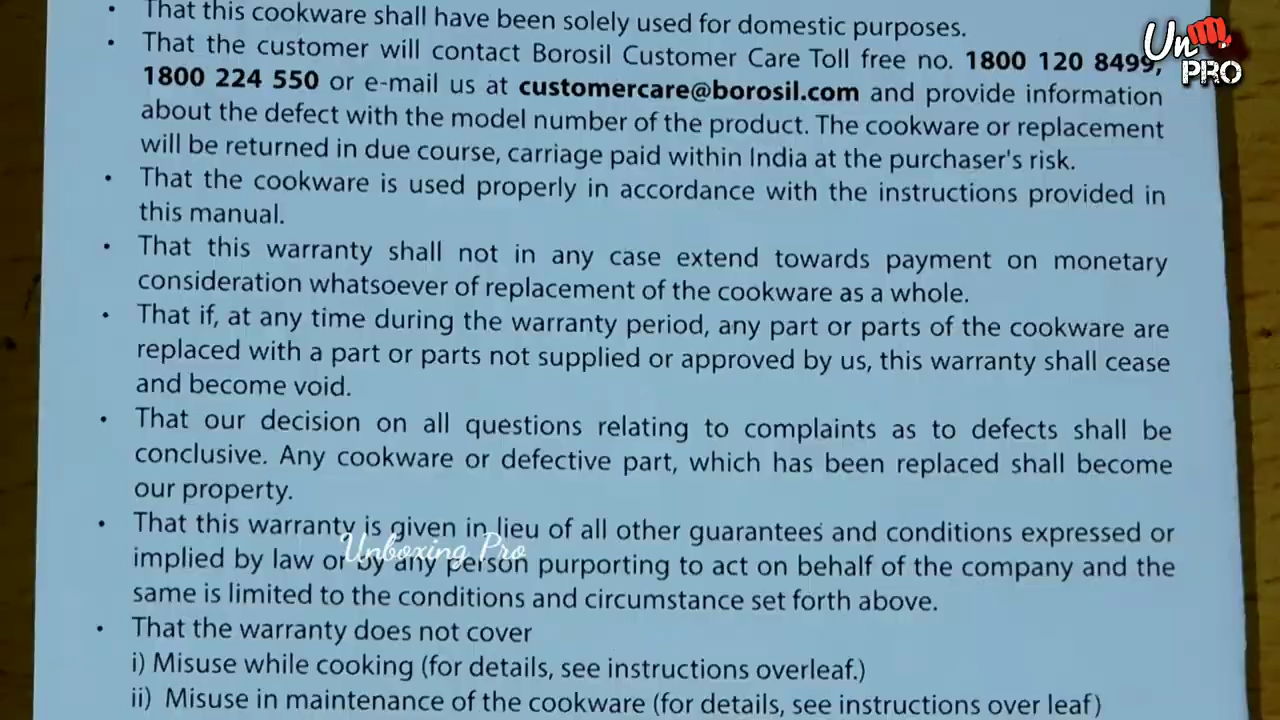 • That this cookware shall have been solely used for domestic purposes.
• That the customer will contact Borosil Customer Care Toll free no. 1800 120 8499,
1800 224 550 or e-mail us at customercare@borosil.com and provide information
about the defect with the model number of the product. The cookware or replacement
will be returned in due course, carriage paid within India at the purchaser's risk.
• That the cookware is used properly in accordance with the instructions provided in
this manual.
• That this warranty shall not in any case extend towards payment on monetary
consideration whatsoever of replacement of the cookware as a whole.
• That if, at any time during the warranty period, any part or parts of the cookware are
replaced with a part or parts not supplied or approved by us, this warranty shall cease
and become void.
• That our decision on all questions relating to complaints as to defects shall be
conclusive. Any cookware or defective part, which has been replaced shall become
our property.
• That this warranty is given in lieu of all other guarantees and conditions expressed or
implied by law or by any person purporting to act on behalf of the company and the
same is limited to the conditions and circumstance set forth above.
• That the warranty does not cover
i) Misuse while cooking (for details, see instructions overleaf.)
ii) Misuse in maintenance of the cookware (for details, see instructions over leaf)
Un
PRO
Unboxing Pro